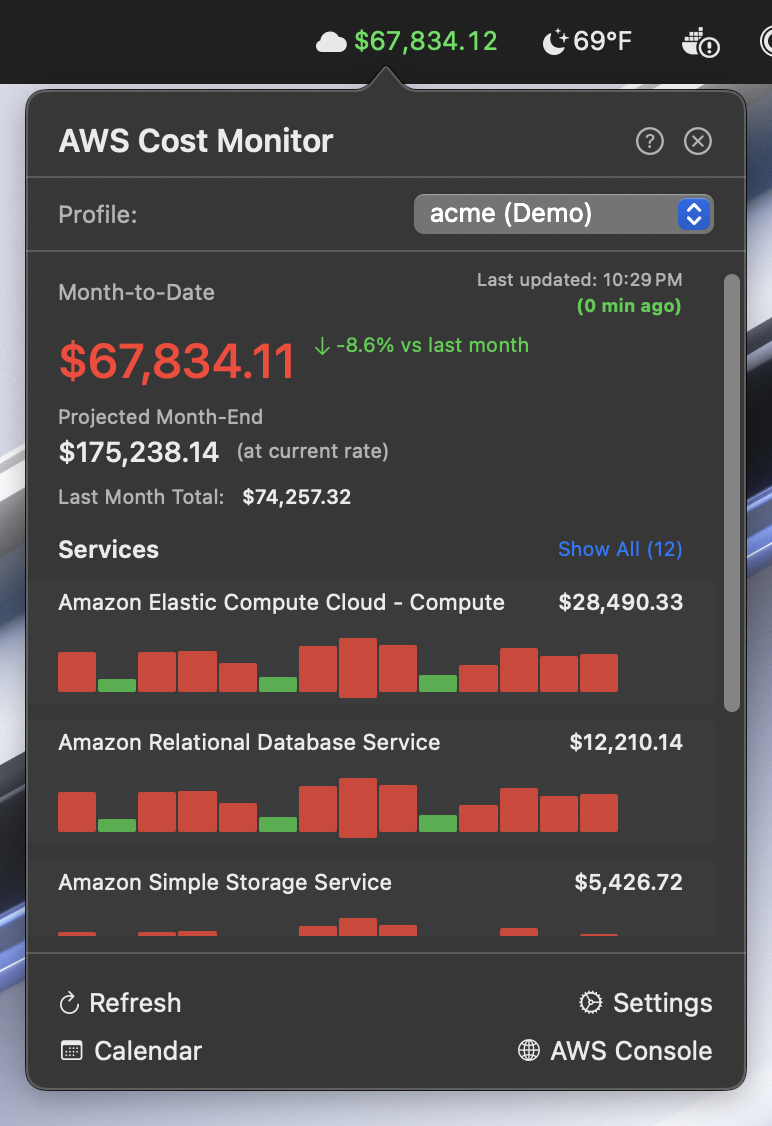 $67,834.12 69°F
AWS Cost Monitor
Profile: acme (Demo)
Month-to-Date
Last updated: 10:29 PM
(0 min ago)
$67,834.11 ↓ -8.6% vs last month
Projected Month-End
$175,238.14 (at current rate)
Last Month Total: $74,257.32
Services Show All (12)
Amazon Elastic Compute Cloud - Compute $28,490.33
Amazon Relational Database Service $12,210.14
Amazon Simple Storage Service $5,426.72
Refresh Settings
Calendar AWS Console